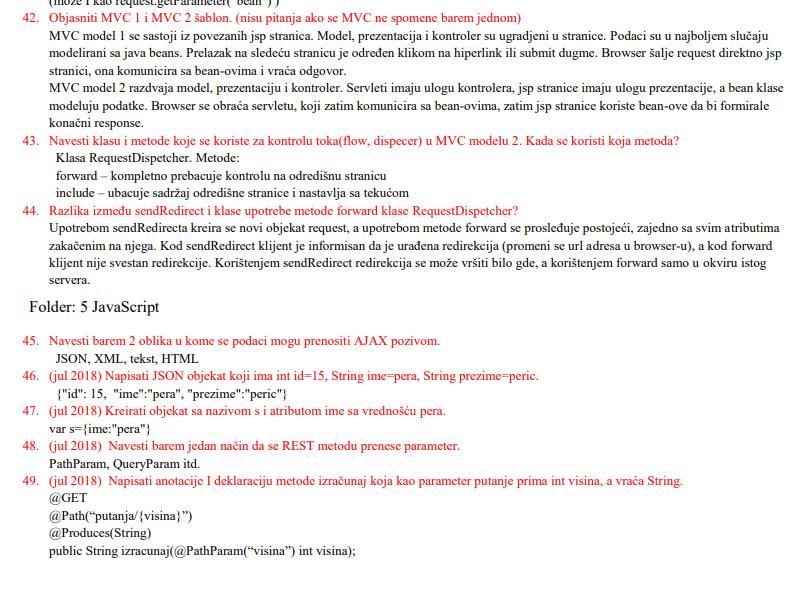 (može i kao request.getParameter("bean"))
42. Objasniti MVC 1 i MVC 2 šablon. (nisu pitanja ako se MVC ne spomene barem jednom)
MVC model 1 se sastoji iz povezanih jsp stranica. Model, prezentacija i kontroler su ugradjeni u stranice. Podaci su u najboljem slučaju
modelirani sa java beans. Prelazak na sledeću stranicu je određen klikom na hiperlink ili submit dugme. Browser šalje request direktno jsp
stranici, ona komunicira sa bean-ovima i vraća odgovor.
MVC model 2 razdvaja model, prezentaciju i kontroler. Servleti imaju ulogu kontrolera, jsp stranice imaju ulogu prezentacije, a bean klase
modeluju podatke. Browser se obraća servletu, koji zatim komunicira sa bean-ovima, zatim jsp stranice koriste bean-ove da bi formirale
konačni response.
43. Navesti klasu i metode koje se koriste za kontrolu toka(flow, dispecer) u MVC modelu 2. Kada se koristi koja metoda?
Klasa RequestDispetcher. Metode:
forward – kompletno prebacuje kontrolu na odredišnu stranicu
include – ubacuje sadržaj odredišne stranice i nastavlja sa tekućom
44. Razlika između sendRedirect i klase upotrebe metode forward klase RequestDispetcher?
Upotrebom sendRedirecta kreira se novi objekat request, a upotrebom metode forward se prosleđuje postojeći, zajedno sa svim atributima
zakačenim na njega. Kod sendRedirect klijent je informisan da je urađena redirekcija (promeni se url adresa u browser-u), a kod forward
klijent nije svestan redirekcije. Korištenjem sendRedirect redirekcija se može vršiti bilo gde, a korištenjem forward samo u okviru istog
servera.
Folder: 5 JavaScript
45. Navesti barem 2 oblika u kome se podaci mogu prenositi AJAX pozivom.
JSON, XML, tekst, HTML
46. (jul 2018) Napisati JSON objekat koji ima int id=15, String ime=pera, String prezime=peric.
{"id": 15, "ime":"pera", "prezime":"peric"}
47. (jul 2018) Kreirati objekat sa nazivom s i atributom ime sa vrednošću pera.
var s={ime:"pera"}
48. (jul 2018) Navesti barem jedan način da se REST metodu prenese parameter.
PathParam, QueryParam itd.
49. (jul 2018) Napisati anotacije I deklaraciju metode izračunaj koja kao parameter putanje prima int visina, a vraća String.
@GET
@Path(“putanja/{visina}”)
@Produces(String)
public String izracunaj(@PathParam(“visina”) int visina);